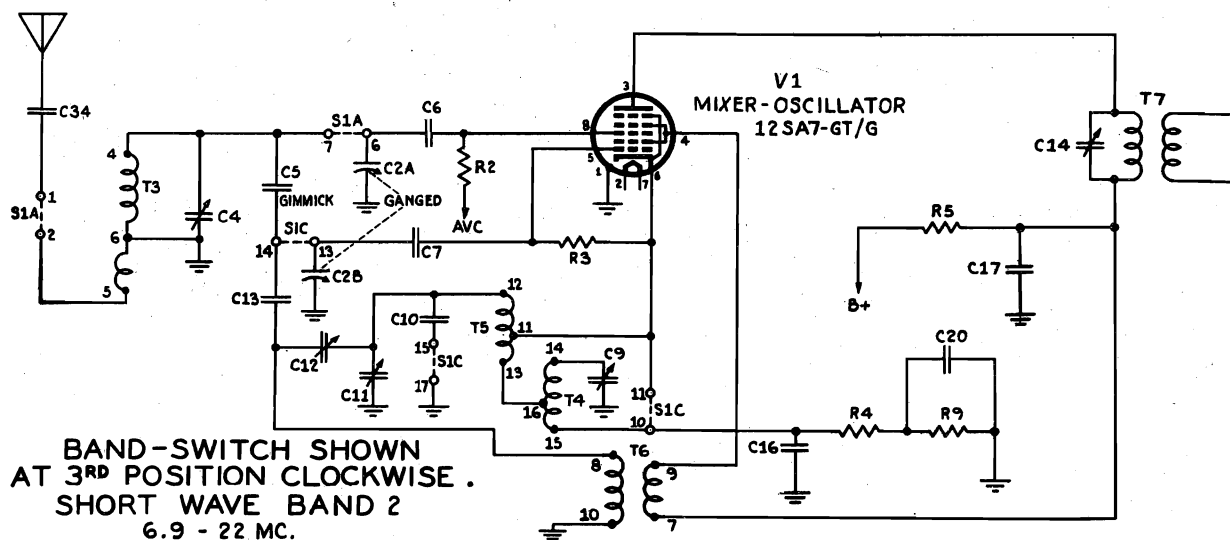 C34
S1A
1
2
4
T3
6
5
C4
C5
GIMMICK
S1A
7
6
C6
C2A
GANGED
R2
AVC
14
S1C
13
C2B
C7
R3
C13
C12
C11
C10
15
S1C
17
12
T5
11
13
14
C9
T4
16
15
11
S1C
10
8
5
1
2
7
6
3
4
V1
MIXER-OSCILLATOR
12SA7-GT/G
C14
T7
R5
C17
B+
C20
R4
R9
C16
T6
8
9
10
7
BAND-SWITCH SHOWN
AT 3RD POSITION CLOCKWISE.
SHORT WAVE BAND 2
6.9 - 22 MC.